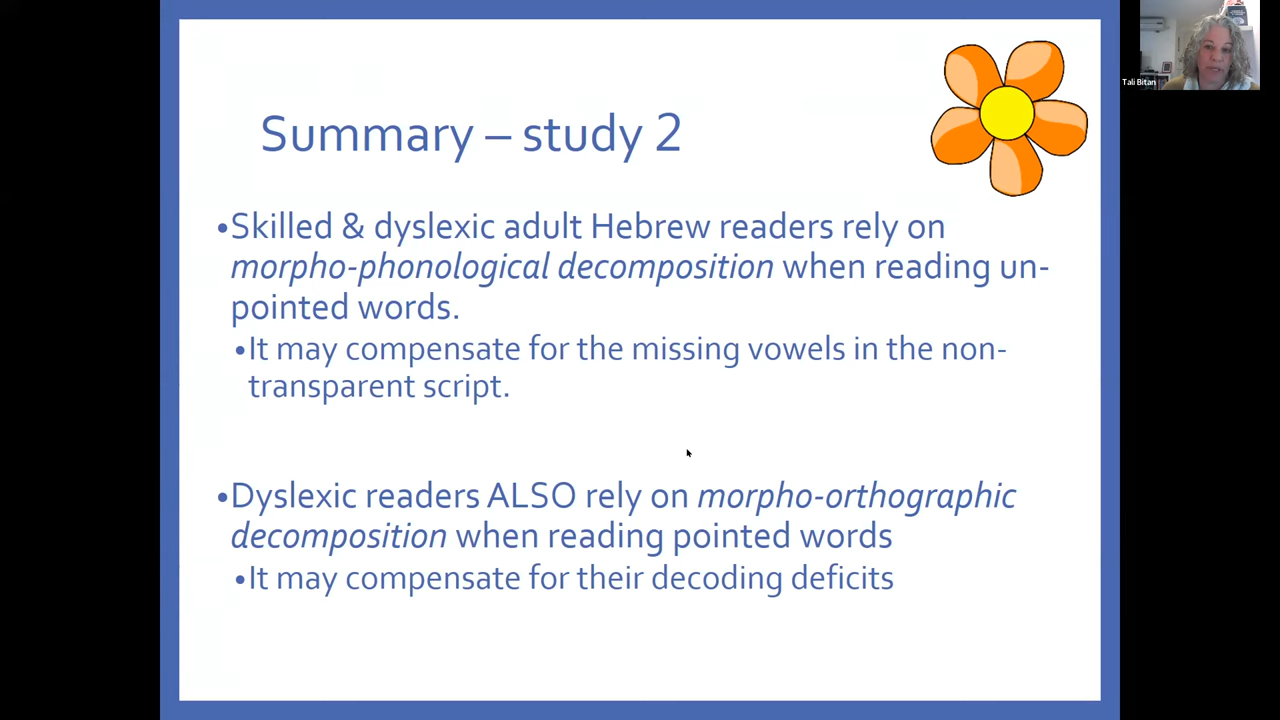 Tali Bitan
Summary – study 2
•Skilled & dyslexic adult Hebrew readers rely on
morpho-phonological decomposition when reading un-
pointed words.
•It may compensate for the missing vowels in the non-
transparent script.
•Dyslexic readers ALSO rely on morpho-orthographic
decomposition when reading pointed words
•It may compensate for their decoding deficits